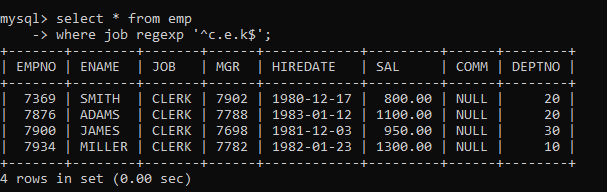 mysql> select * from emp
    -> where job regexp '^c.e.k$';
+-------+--------+-------+------+------------+---------+------+--------+
| EMPNO | ENAME  | JOB   | MGR  | HIREDATE   | SAL     | COMM | DEPTNO |
+-------+--------+-------+------+------------+---------+------+--------+
|  7369 | SMITH  | CLERK | 7902 | 1980-12-17 |  800.00 | NULL |     20 |
|  7876 | ADAMS  | CLERK | 7788 | 1983-01-12 | 1100.00 | NULL |     20 |
|  7900 | JAMES  | CLERK | 7698 | 1981-12-03 |  950.00 | NULL |     30 |
|  7934 | MILLER | CLERK | 7782 | 1982-01-23 | 1300.00 | NULL |     10 |
+-------+--------+-------+------+------------+---------+------+--------+
4 rows in set (0.00 sec)